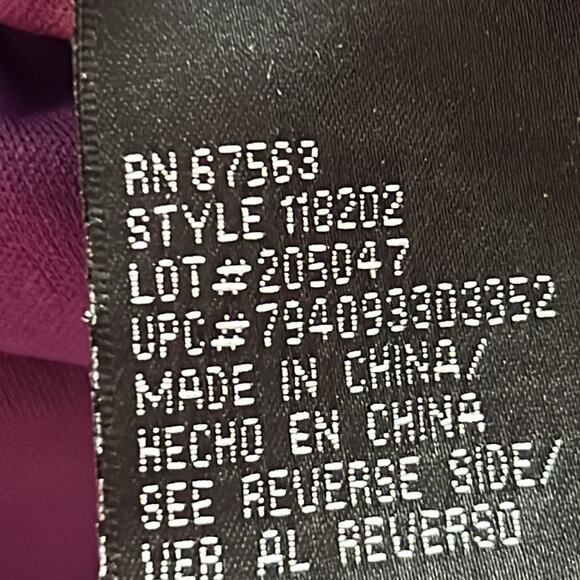 RN 67563
STYLE 118202
LOT# 205047
UPC# 794093303352
MADE IN CHINA/
HECHO EN CHINA
SEE REVERSE SIDE/
VER AL REVERSO